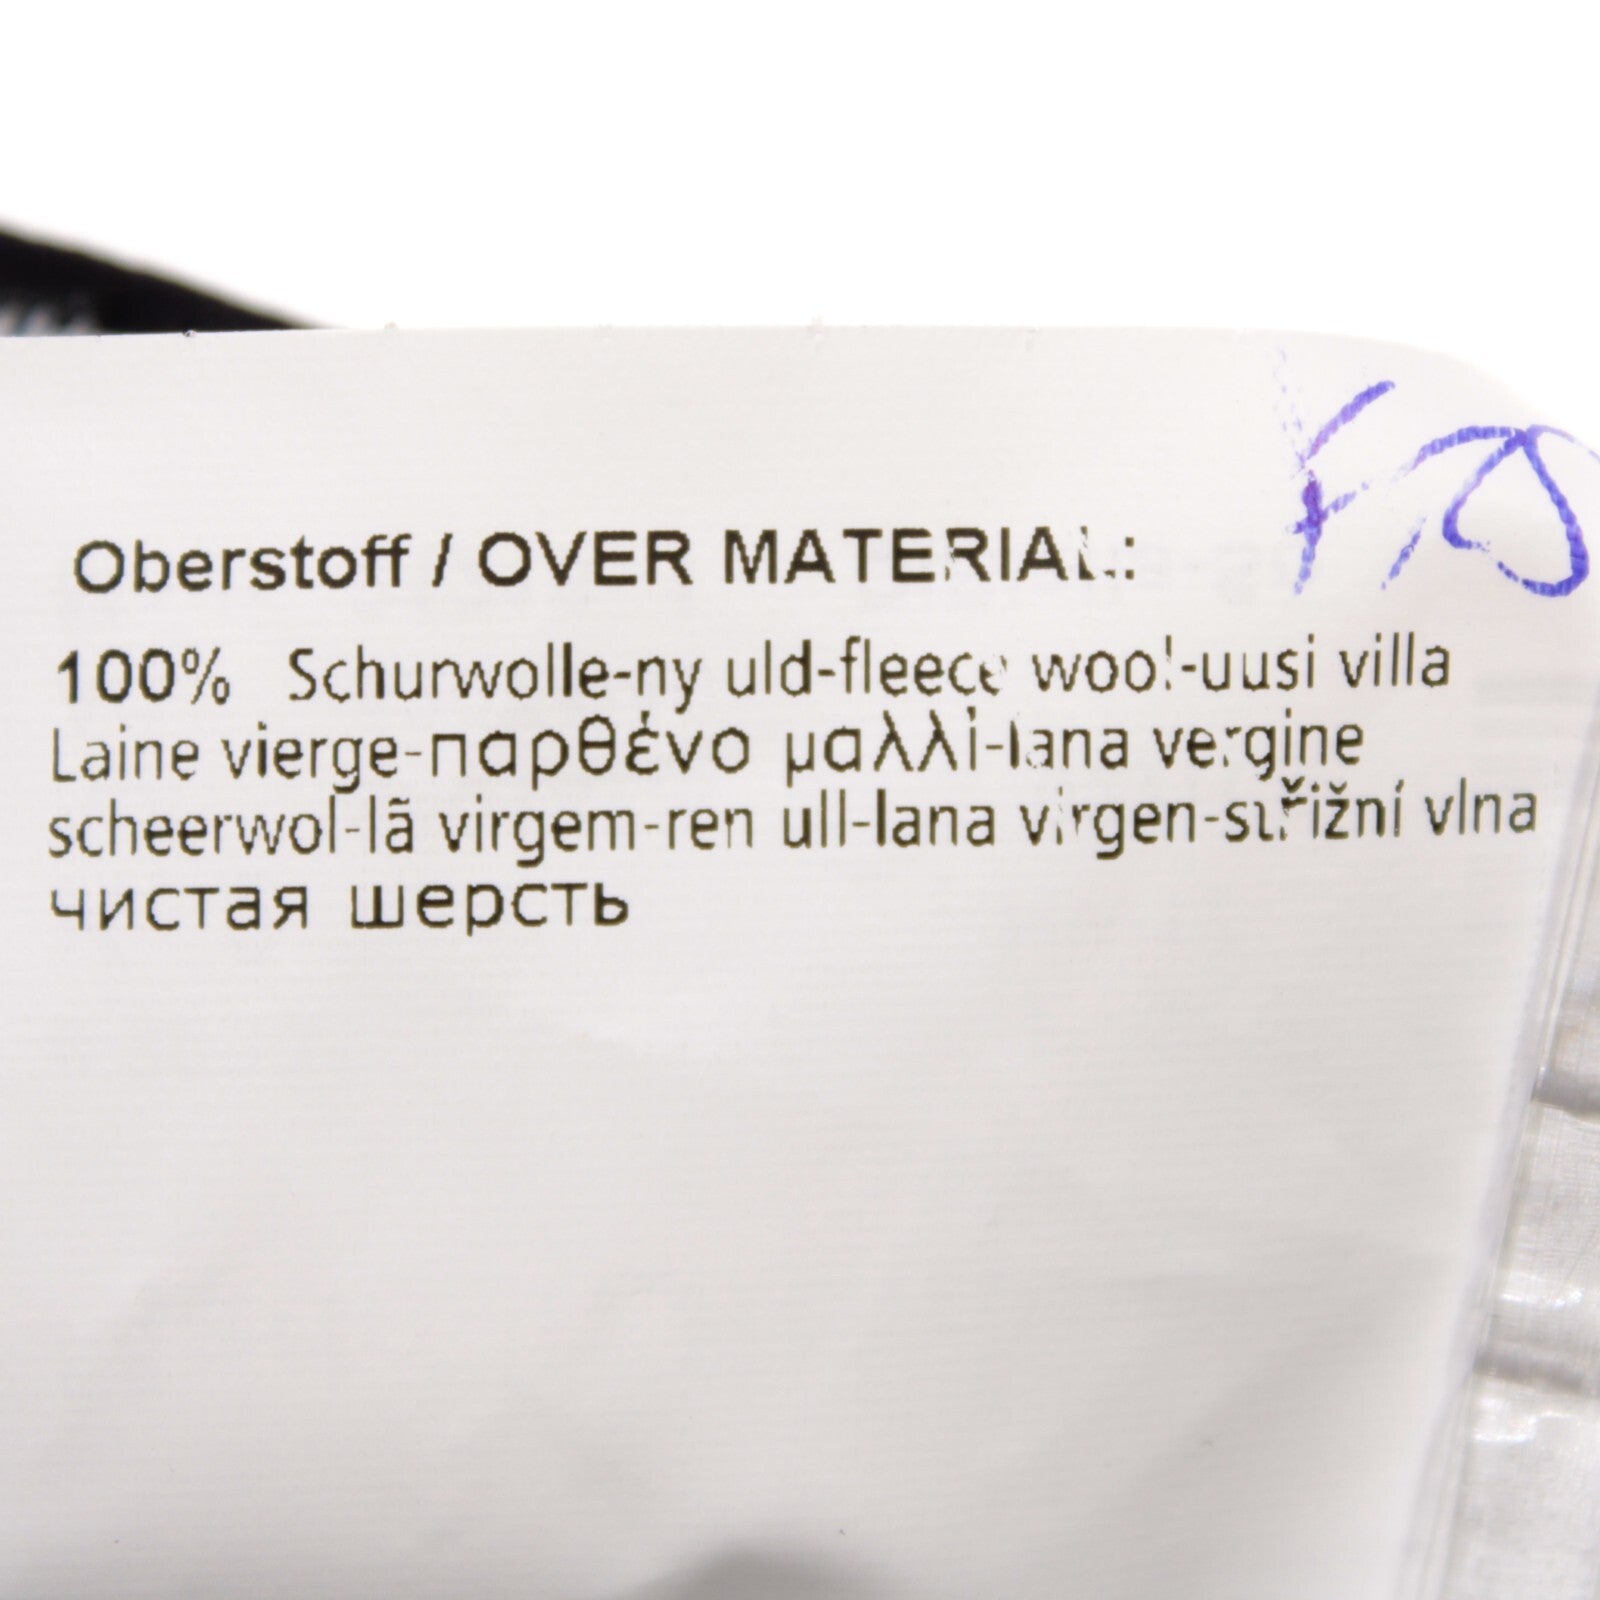 Oberstoff / OVER MATERIAL:
100% Schurwolle-ny uld-fleece wool-uusi villa
Laine vierge-παρθένο μαλλί-lana vergine
scheerwol-lã virgem-ren ull-lana virgen-střižní vlna
чистая шерсть